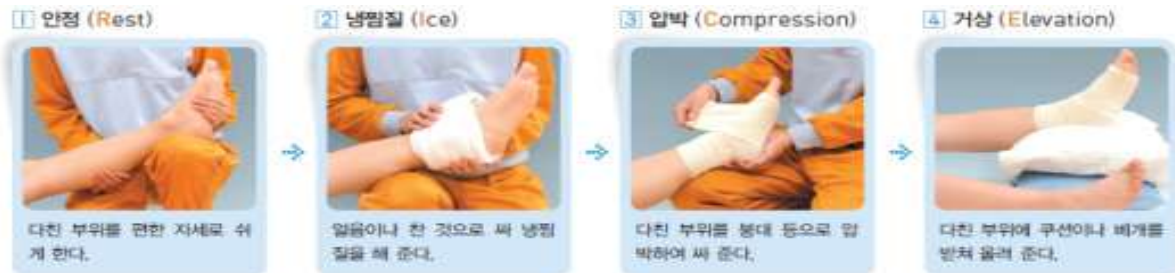 1 안정 (Rest)
2 냉찜질 (Ice)
3 압박 (Compression)
4 거상 (Elevation)
다친 부위를 편한 자세로 쉬
게 한다.
얼음이나 찬 것으로 싸 냉찜
질을 해 준다.
다친 부위를 붕대 등으로 압
박하여 싸 준다.
다친 부위에 쿠션이나 베개를
받쳐 올려 준다.